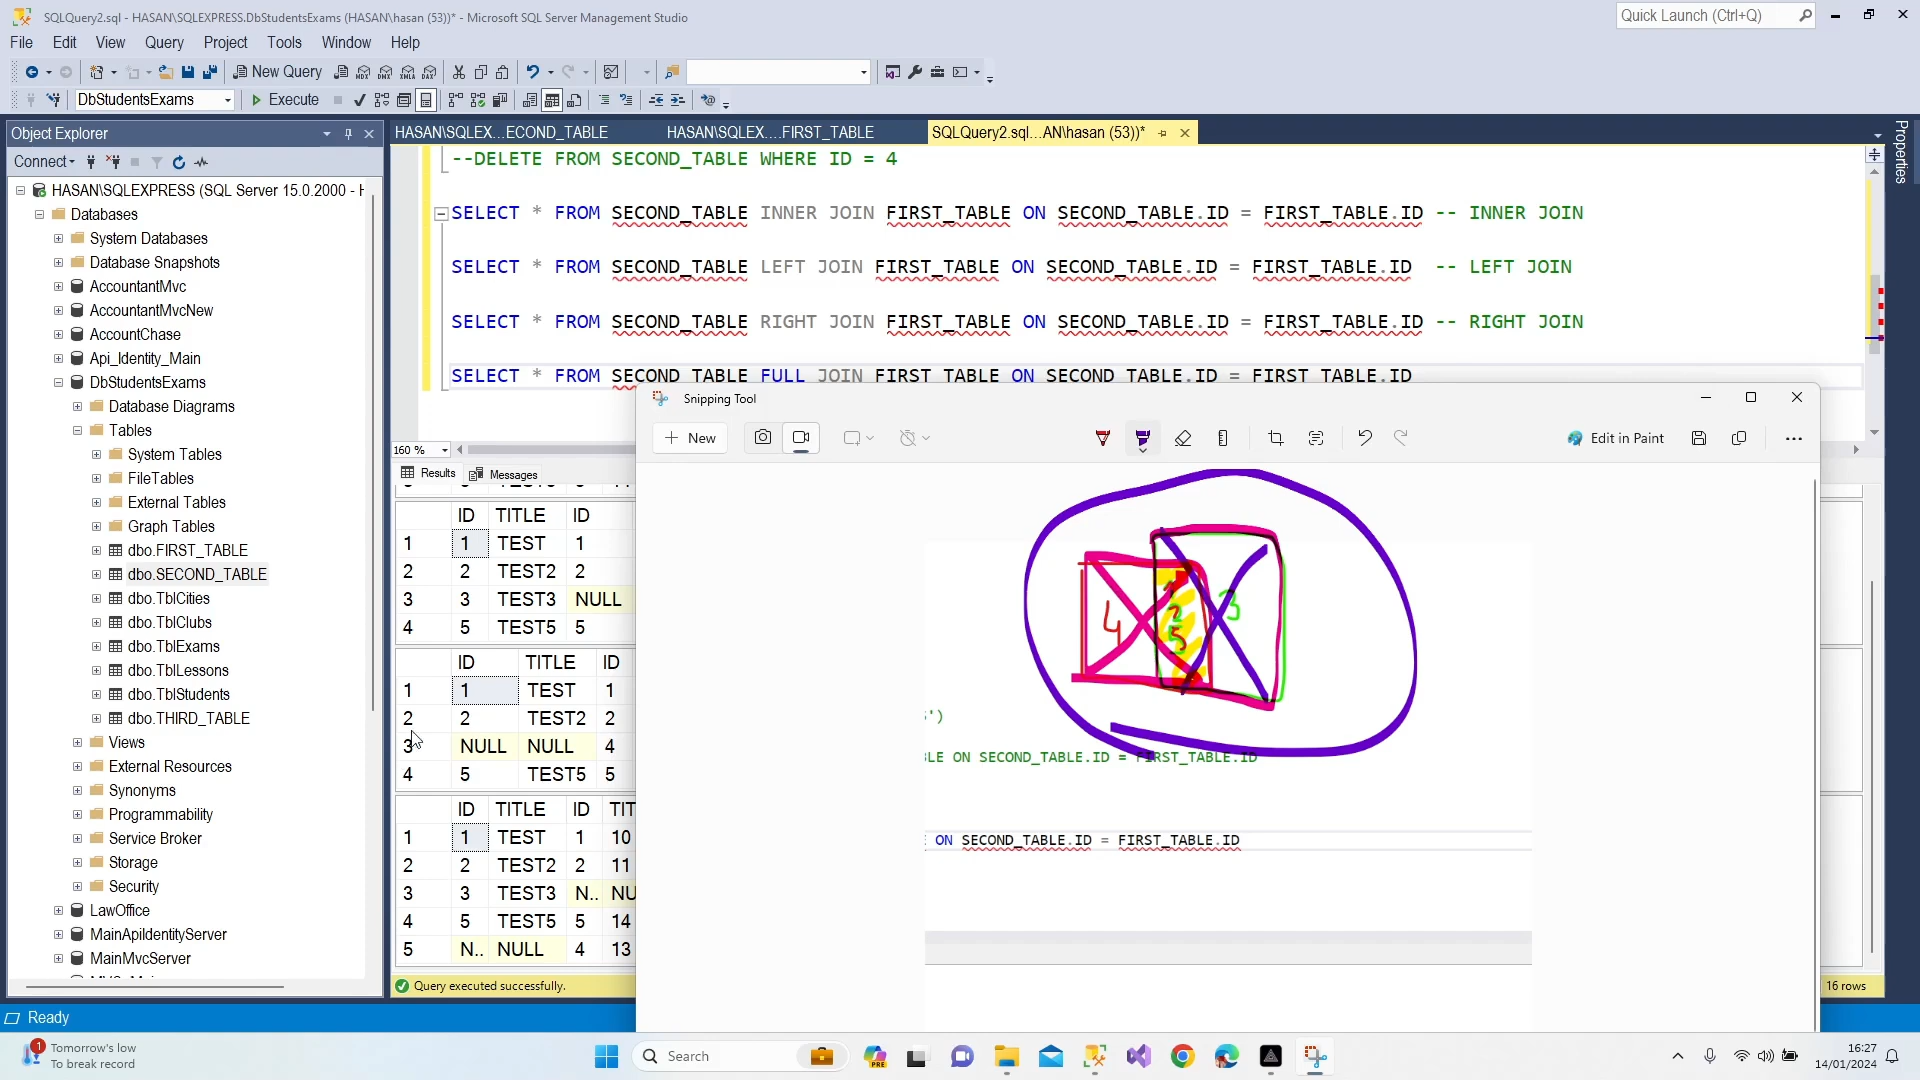 SQLQuery2.sql - HASAN\SQLEXPRESS.DbStudentsExams (HASAN\hasan (53))* - Microsoft SQL Server Management Studio
Quick Launch (Ctrl+Q)
File Edit View Query Project Tools Window Help
New Query
DbStudentsExams
Execute
Object Explorer
HASAN\SQLEX...ECOND_TABLE
HASAN\SQLEX....FIRST_TABLE
SQLQuery2.sql...AN\hasan (53))*
Properties
Connect
HASAN\SQLEXPRESS (SQL Server 15.0.2000 -
Databases
System Databases
Database Snapshots
AccountantMvc
AccountantMvcNew
AccountChase
Api_Identity_Main
DbStudentsExams
Database Diagrams
Tables
System Tables
FileTables
External Tables
Graph Tables
dbo.FIRST_TABLE
dbo.SECOND_TABLE
dbo.TblCities
dbo.TblClubs
dbo.TblExams
dbo.TblLessons
dbo.TblStudents
dbo.THIRD_TABLE
Views
External Resources
Synonyms
Programmability
Service Broker
Storage
Security
LawOffice
MainApiIdentityServer
MainMvcServer
--DELETE FROM SECOND_TABLE WHERE ID = 4
SELECT * FROM SECOND_TABLE INNER JOIN FIRST_TABLE ON SECOND_TABLE.ID = FIRST_TABLE.ID -- INNER JOIN
SELECT * FROM SECOND_TABLE LEFT JOIN FIRST_TABLE ON SECOND_TABLE.ID = FIRST_TABLE.ID -- LEFT JOIN
SELECT * FROM SECOND_TABLE RIGHT JOIN FIRST_TABLE ON SECOND_TABLE.ID = FIRST_TABLE.ID -- RIGHT JOIN
SELECT * FROM SECOND_TABLE FULL JOIN FIRST_TABLE ON SECOND_TABLE.ID = FIRST_TABLE.ID
160 %
Results Messages
ID TITLE ID
1 1 TEST 1
2 2 TEST2 2
3 3 TEST3 NULL
4 5 TEST5 5
ID TITLE ID
1 1 TEST 1
2 2 TEST2 2
3 NULL NULL 4
4 5 TEST5 5
ID TITLE ID TIT
1 1 TEST 1 10
2 2 TEST2 2 11
3 3 TEST3 N.. NU
4 5 TEST5 5 14
5 N.. NULL 4 13
Query executed successfully.
16 rows
Snipping Tool
New
Edit in Paint
4 2 5 3
')
LE ON SECOND_TABLE.ID = FIRST_TABLE.ID
ON SECOND_TABLE.ID = FIRST_TABLE.ID
Ready
1
Tomorrow's low
To break record
Search
PRE
16:27
14/01/2024